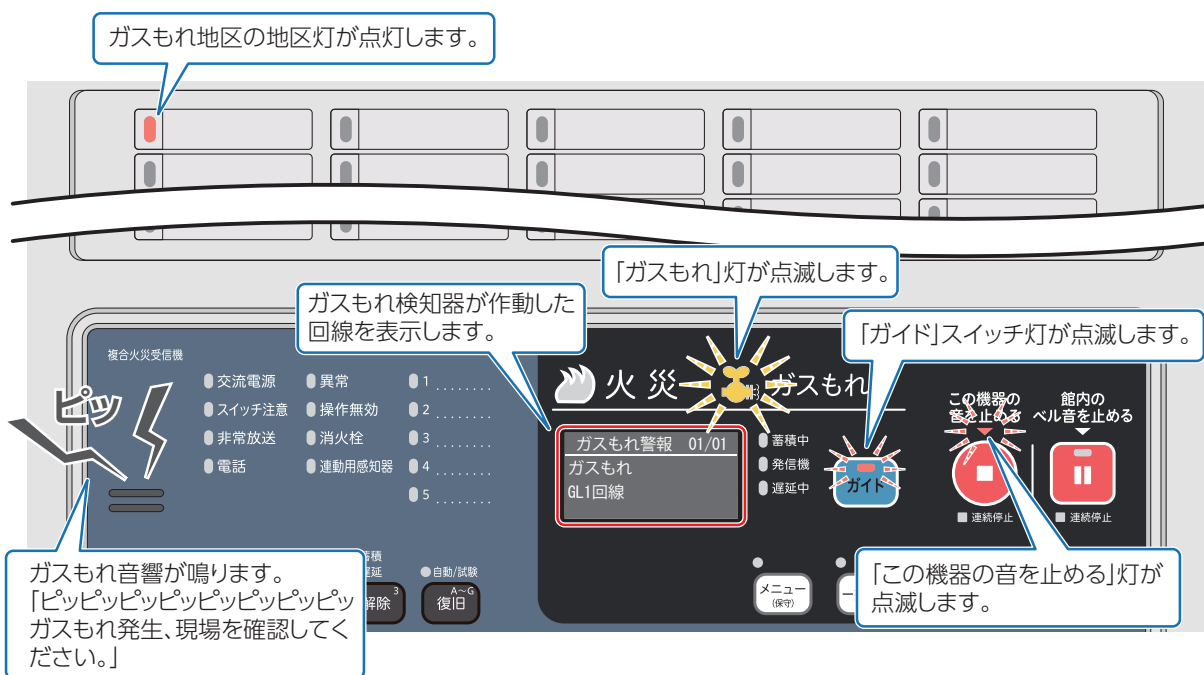 ガスもれ地区の地区灯が点灯します。
「ガスもれ」灯が点滅します。
ガスもれ検知器が作動した
回線を表示します。
「ガイド」スイッチ灯が点滅します。
複合火災受信機
ピッ
交流電源
異常
1 ........
スイッチ注意
操作無効
2 ........
非常放送
消火栓
3 ........
電話
連動用感知器
4 ........
5 ........
火災
ガスもれ
ガスもれ警報 01/01
ガスもれ
GL1回線
蓄積中
発信機
遅延中
ガイド
この機器の
音を止める
館内の
ベル音を止める
連続停止
連続停止
ガスもれ音響が鳴ります。
「ピッピッピッピッピッピッピッピッ
ガスもれ発生、現場を確認してく
ださい。」
解除
3
自動/試験
A~G
復旧
メニュー
(保守)
「この機器の音を止める」灯が
点滅します。